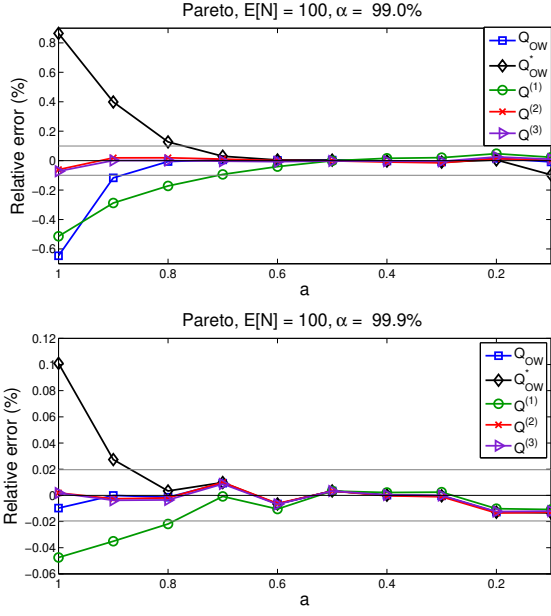 Pareto, E[N] = 100, α = 99.0%
Relative error (%)
0.8
0.6
0.4
0.2
0
−0.2
−0.4
−0.6
1
0.8
0.6
0.4
0.2
a
Q_OW
Q*_OW
Q^(1)
Q^(2)
Q^(3)
Pareto, E[N] = 100, α = 99.9%
Relative error (%)
0.12
0.1
0.08
0.06
0.04
0.02
0
−0.02
−0.04
−0.06
1
0.8
0.6
0.4
0.2
a
Q_OW
Q*_OW
Q^(1)
Q^(2)
Q^(3)